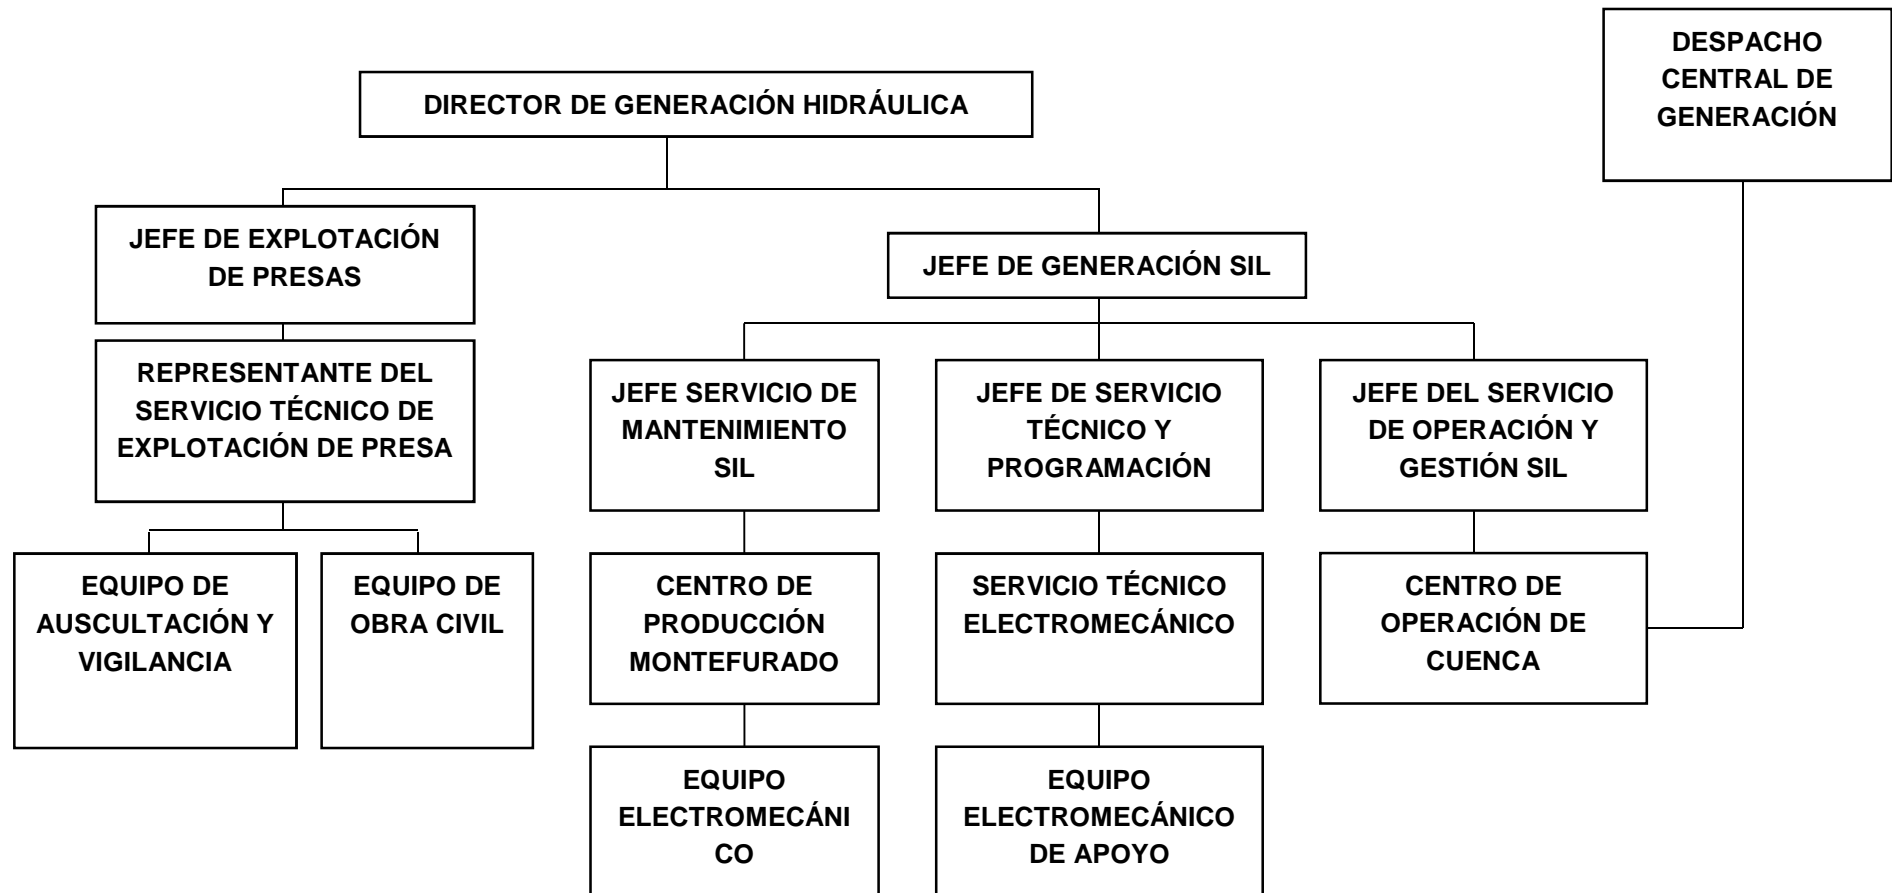 DESPACHO
CENTRAL DE
GENERACIÓN
DIRECTOR DE GENERACIÓN HIDRÁULICA
JEFE DE EXPLOTACIÓN
DE PRESAS
JEFE DE GENERACIÓN SIL
REPRESENTANTE DEL
SERVICIO TÉCNICO DE
EXPLOTACIÓN DE PRESA
JEFE SERVICIO DE
MANTENIMIENTO
SIL
JEFE DE SERVICIO
TÉCNICO Y
PROGRAMACIÓN
JEFE DEL SERVICIO
DE OPERACIÓN Y
GESTIÓN SIL
EQUIPO DE
AUSCULTACIÓN Y
VIGILANCIA
EQUIPO DE
OBRA CIVIL
CENTRO DE
PRODUCCIÓN
MONTEFURADO
SERVICIO TÉCNICO
ELECTROMECÁNICO
CENTRO DE
OPERACIÓN DE
CUENCA
EQUIPO
ELECTROMECÁNI
CO
EQUIPO
ELECTROMECÁNICO
DE APOYO